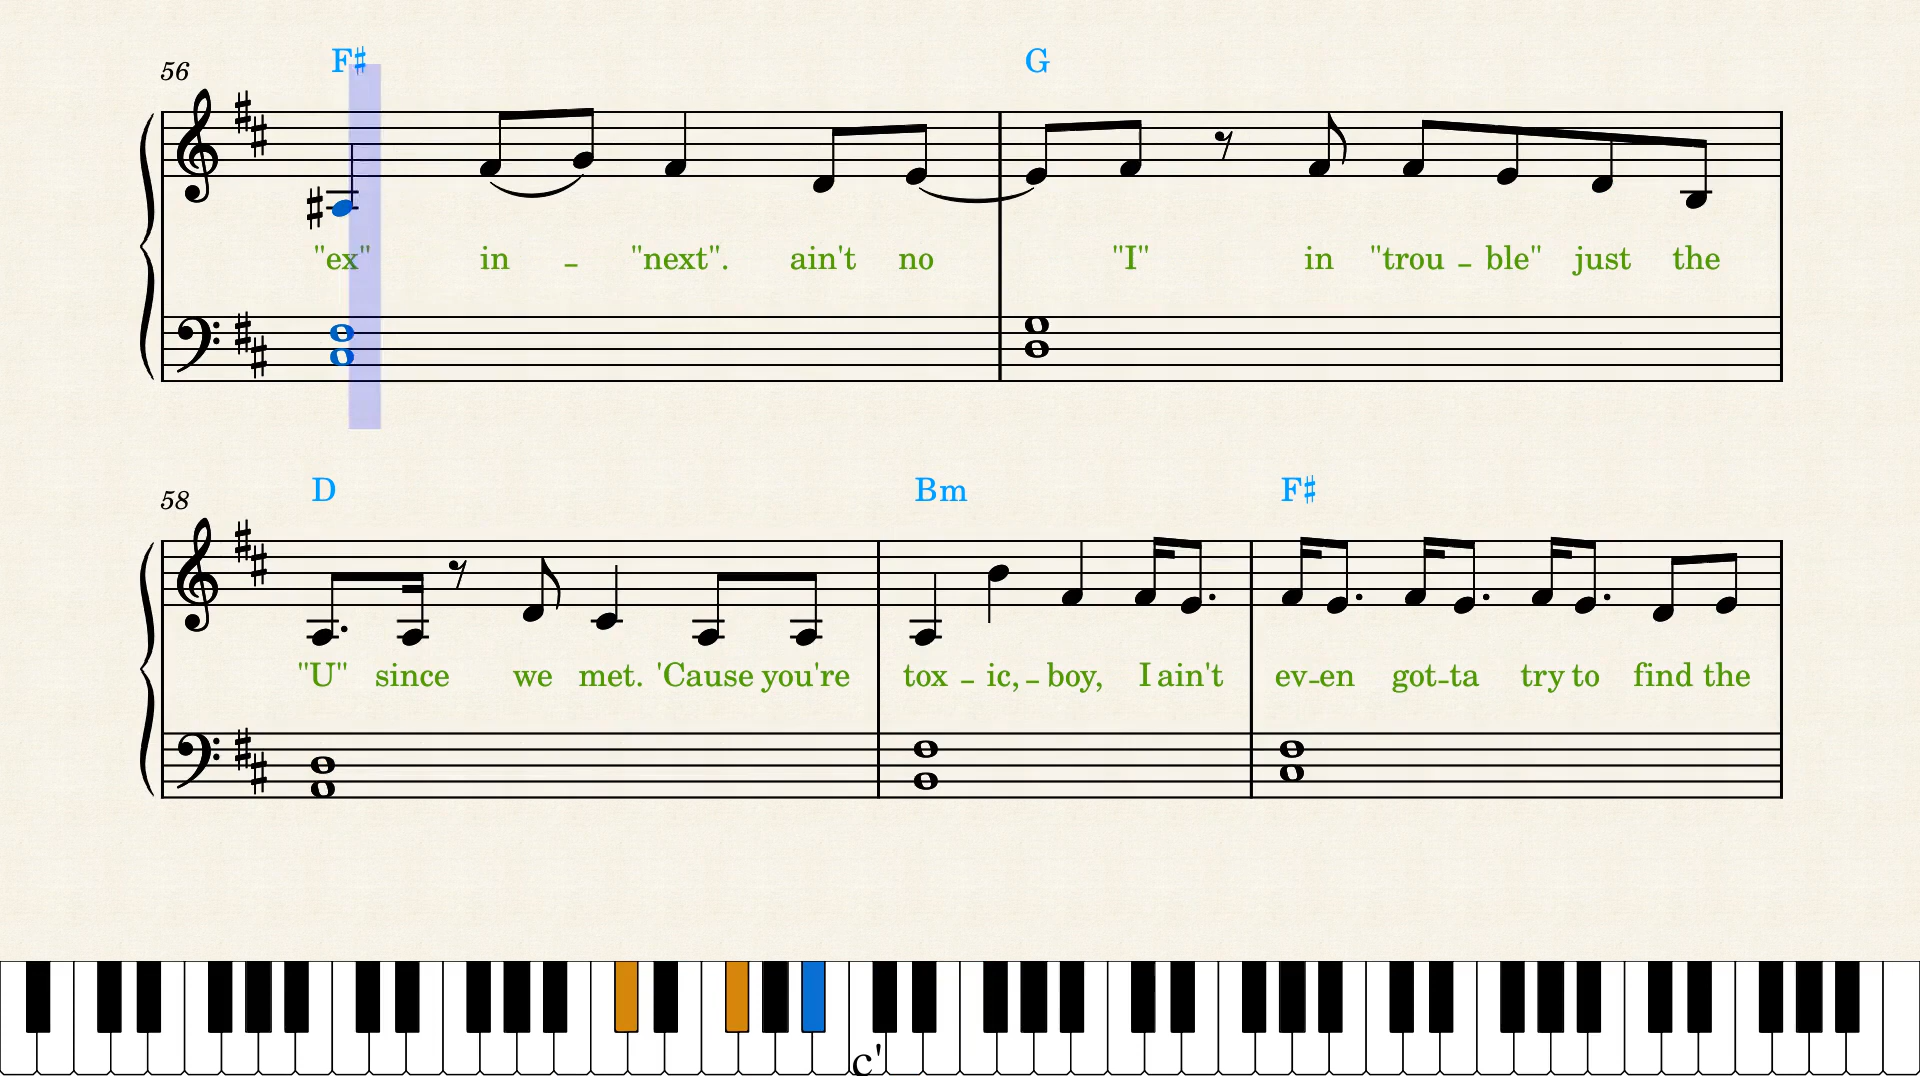 F♯ G
56
"ex" in - "next". ain't no "I" in "trou - ble" just the
D Bm F♯
58
"U" since we met. 'Cause you're tox - ic, - boy, I ain't ev-en got-ta try to find the
c'